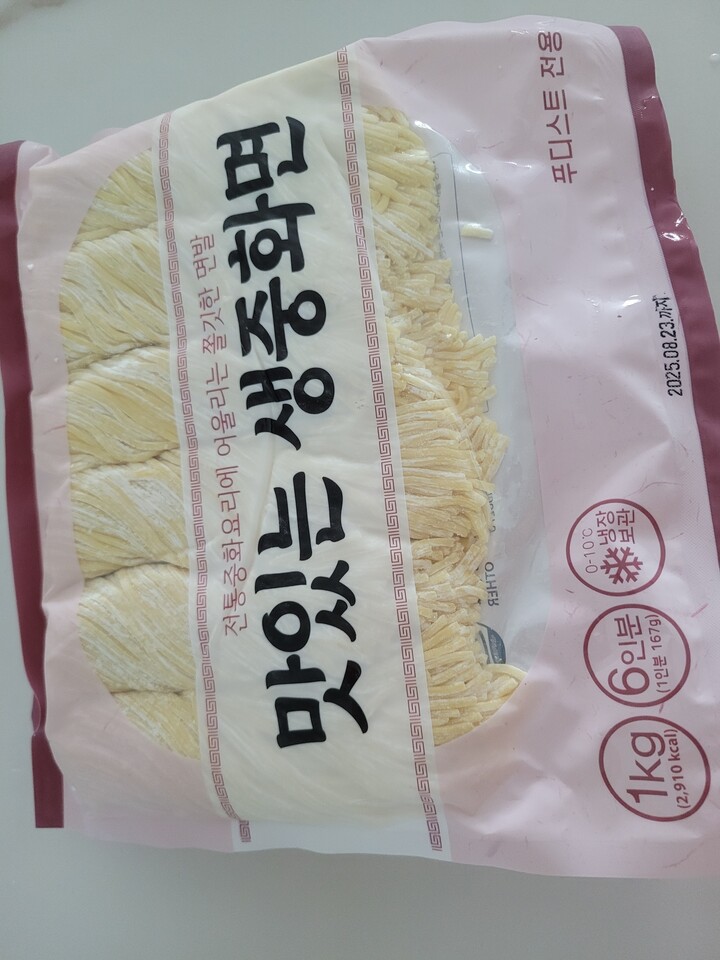 푸디스트 전용
전통중화요리에 어울리는 쫄깃한 면발
맛있는 생중화면
2025.08.23.까지
1kg
(2,910 kcal)
6인분
(1인분 167g)
0-10℃
냉장
보관
OTHER